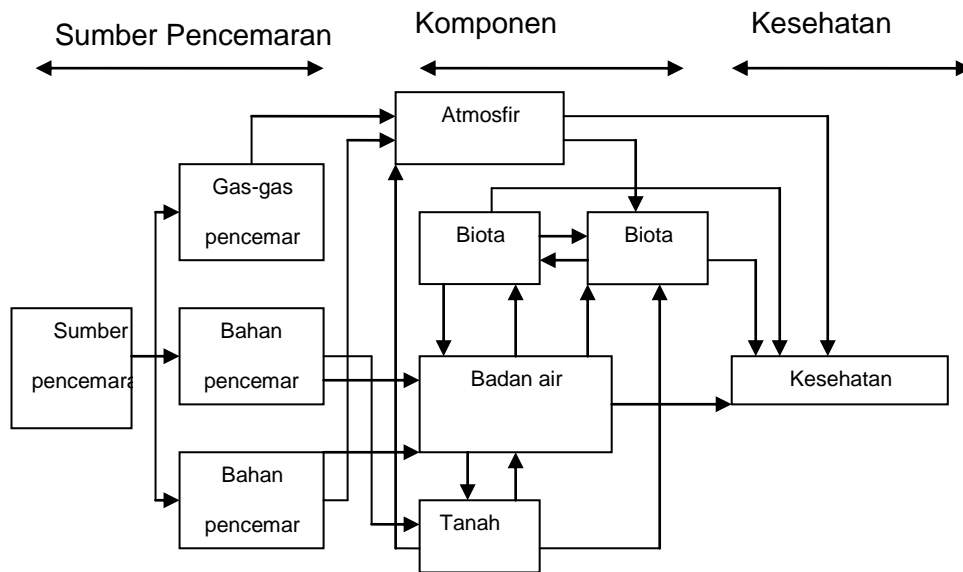 Sumber Pencemaran
Komponen
Kesehatan
Atmosfir
Gas-gas
pencemar
Biota
Biota
Sumber
pencemara
Bahan
pencemar
Badan air
Kesehatan
Bahan
pencemar
Tanah